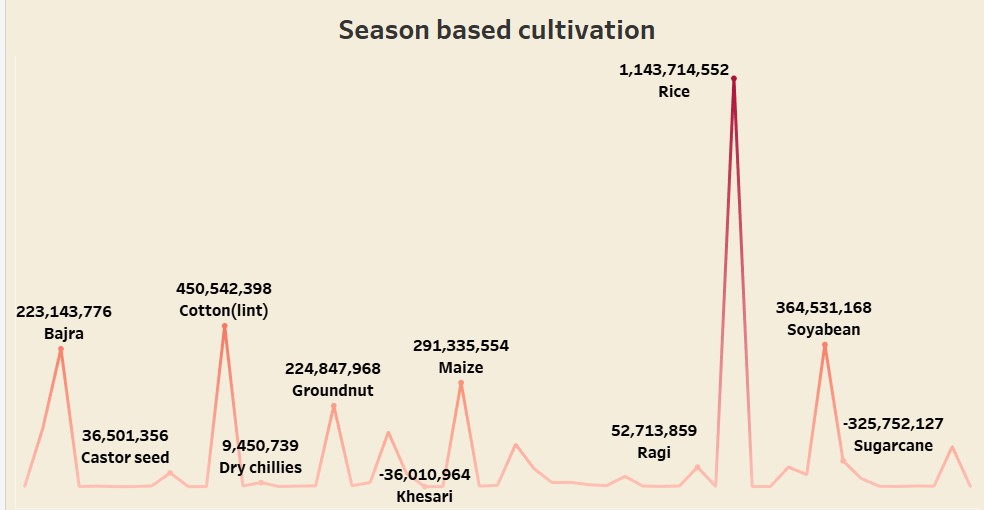 Season based cultivation
1,143,714,552
Rice
450,542,398
Cotton(lint)
223,143,776
Bajra
364,531,168
Soyabean
291,335,554
Maize
224,847,968
Groundnut
-325,752,127
Sugarcane
52,713,859
Ragi
36,501,356
Castor seed
9,450,739
Dry chillies
-36,010,964
Khesari